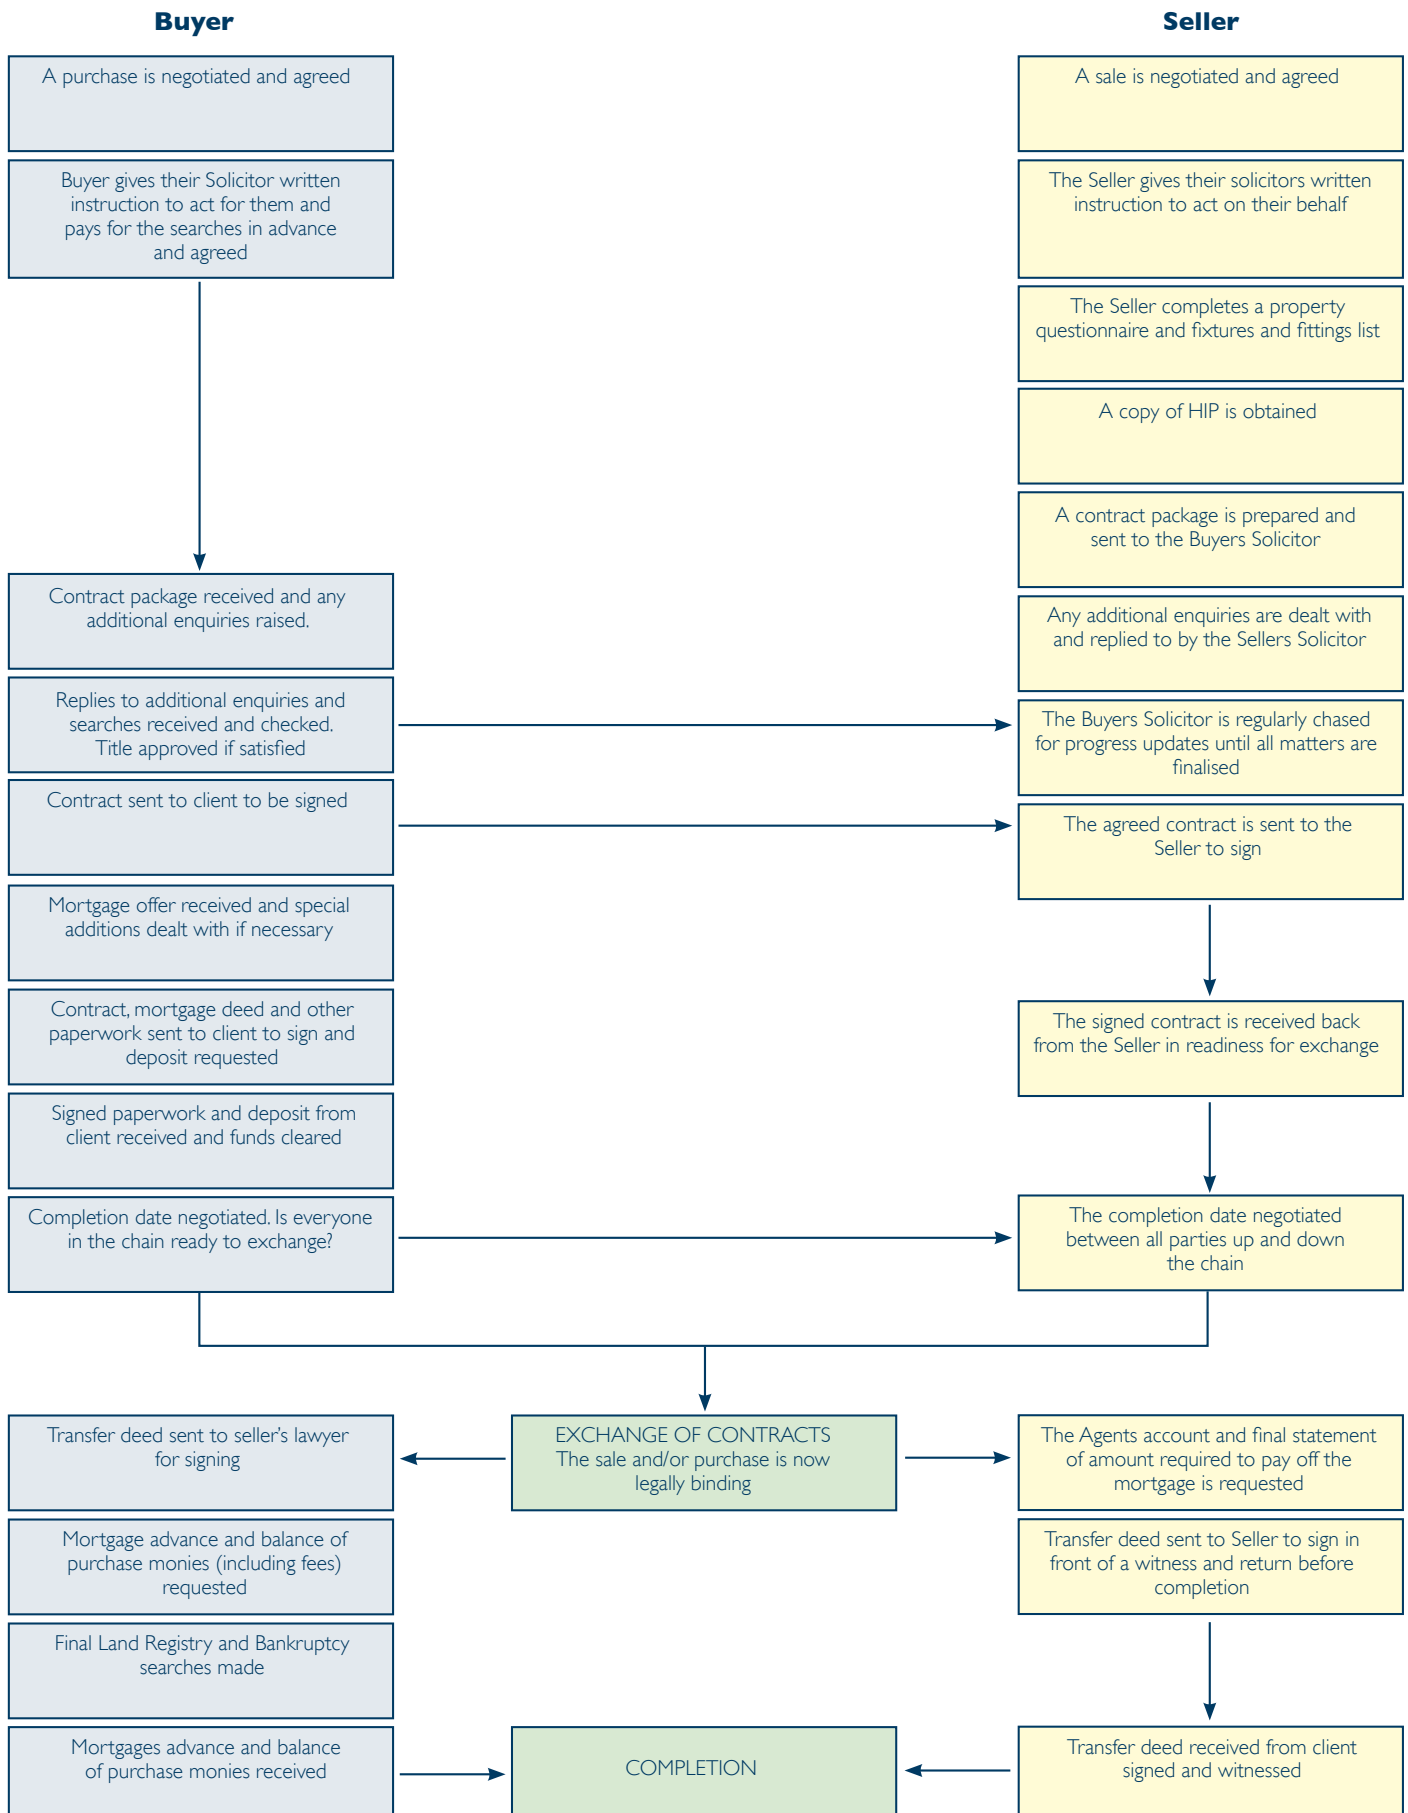 Buyer
Seller
A purchase is negotiated and agreed
A sale is negotiated and agreed
Buyer gives their Solicitor written
instruction to act for them and
pays for the searches in advance
and agreed
The Seller gives their solicitors written
instruction to act on their behalf
The Seller completes a property
questionnaire and fixtures and fittings list
A copy of HIP is obtained
A contract package is prepared and
sent to the Buyers Solicitor
Contract package received and any
additional enquiries raised.
Any additional enquiries are dealt with
and replied to by the Sellers Solicitor
Replies to additional enquiries and
searches received and checked.
Title approved if satisfied
The Buyers Solicitor is regularly chased
for progress updates until all matters are
finalised
Contract sent to client to be signed
The agreed contract is sent to the
Seller to sign
Mortgage offer received and special
additions dealt with if necessary
Contract, mortgage deed and other
paperwork sent to client to sign and
deposit requested
The signed contract is received back
from the Seller in readiness for exchange
Signed paperwork and deposit from
client received and funds cleared
Completion date negotiated. Is everyone
in the chain ready to exchange?
The completion date negotiated
between all parties up and down
the chain
Transfer deed sent to seller's lawyer
for signing
EXCHANGE OF CONTRACTS
The sale and/or purchase is now
legally binding
The Agents account and final statement
of amount required to pay off the
mortgage is requested
Mortgage advance and balance of
purchase monies (including fees)
requested
Transfer deed sent to Seller to sign in
front of a witness and return before
completion
Final Land Registry and Bankruptcy
searches made
Mortgages advance and balance
of purchase monies received
COMPLETION
Transfer deed received from client
signed and witnessed